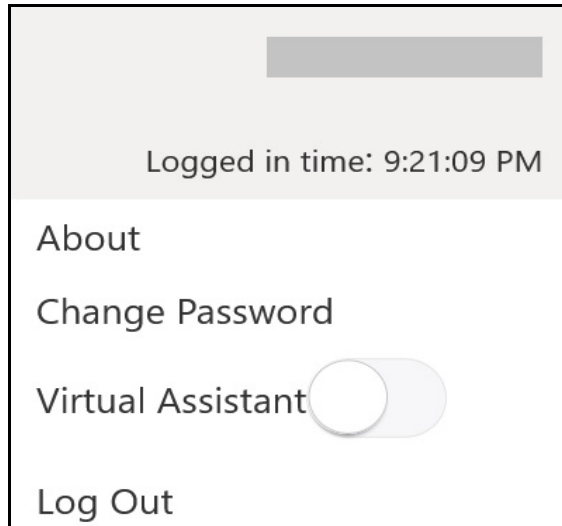 Logged in time: 9:21:09 PM
About
Change Password
Virtual Assistant
Log Out